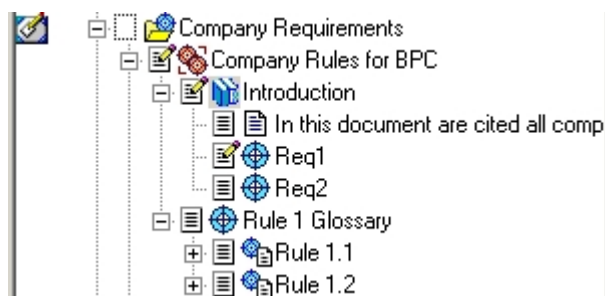 Company Requirements
Company Rules for BPC
Introduction
In this document are cited all comp
Req1
Req2
Rule 1 Glossary
Rule 1.1
Rule 1.2